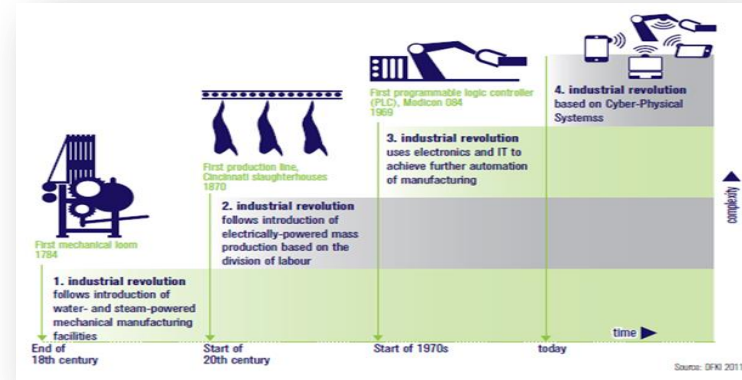 First mechanical loom
1784
1. industrial revolution
follows introduction of
water- and steam-powered
mechanical manufacturing
facilities
End of
18th century
First production line,
Cincinnati slaughterhouses
1870
2. industrial revolution
follows introduction of
electrically-powered mass
production based on the
division of labour
Start of
20th century
First programmable logic controller
(PLC), Modicon 084
1969
3. industrial revolution
uses electronics and IT to
achieve further automation
of manufacturing
Start of 1970s
4. industrial revolution
based on Cyber-Physical
Systemss
today
time
complexity
Source: DFKI 2011